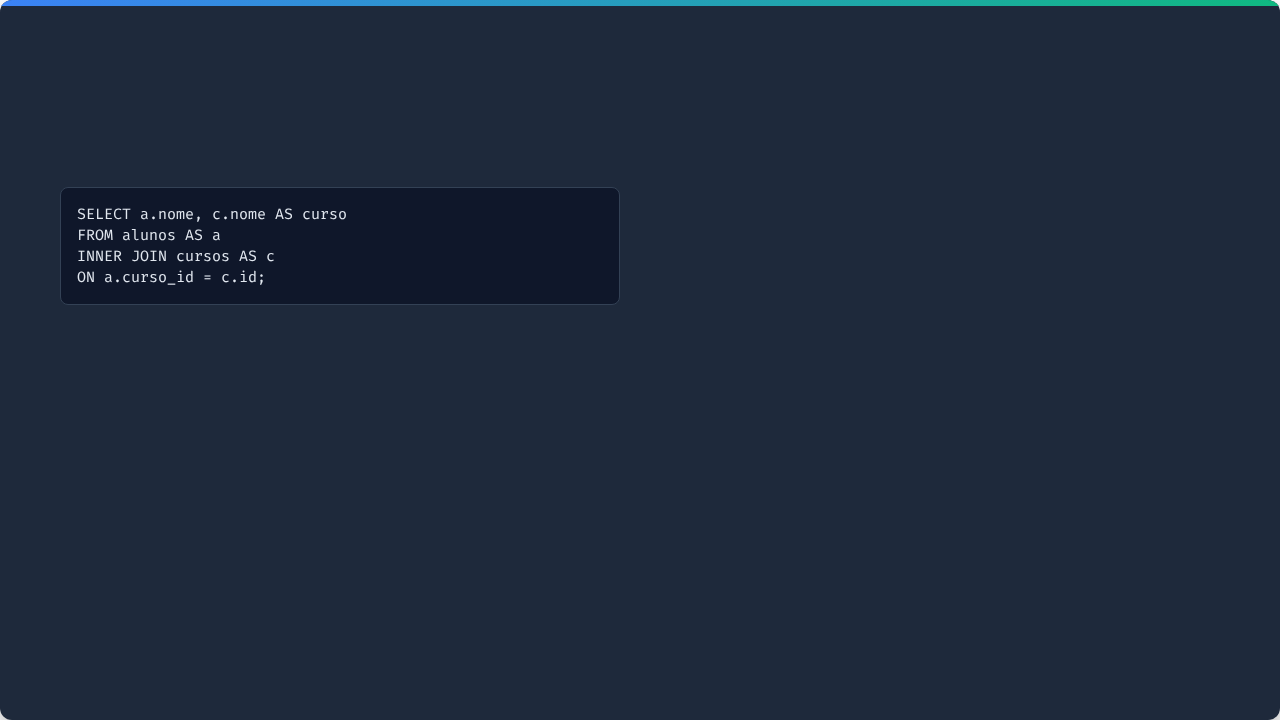 SELECT a.nome, c.nome AS curso
FROM alunos AS a
INNER JOIN cursos AS c
ON a.curso_id = c.id;